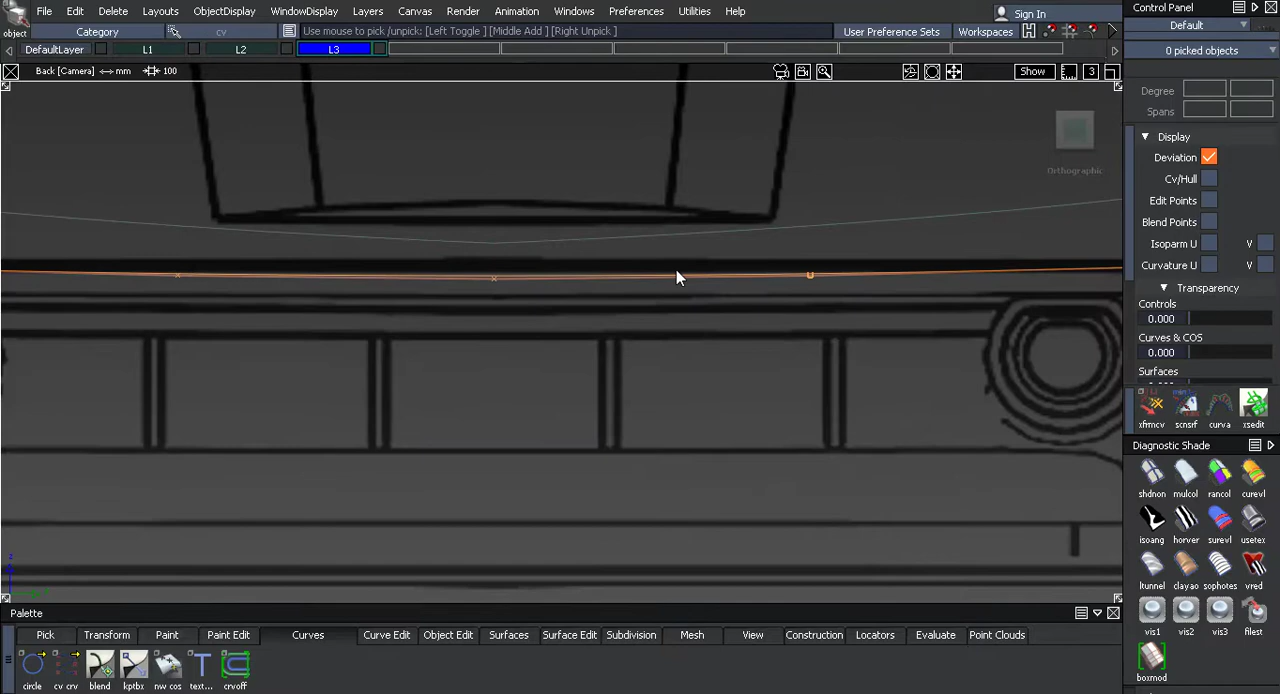 File Edit Delete Layouts ObjectDisplay WindowDisplay Layers Canvas Render Animation Windows Preferences Utilities Help Sign In
Control Panel
object Category cv Use mouse to pick /unpick: [Left Toggle ] [Middle Add ] [Right Unpick ] User Preference Sets Workspaces
Default
DefaultLayer L1 L2 L3
0 picked objects
Back [Camera] mm 100 Show 3
Degree
Spans
Display
Deviation
Orthographic
Cv/Hull
Edit Points
Blend Points
Isoparm U V
Curvature U V
Transparency
Controls
0.000
Curves & COS
0.000
Surfaces
xfrmcv scnsrf curva xsedit
Diagnostic Shade
shdnon mulcol rancol curevl
isoang horver surevl usetex
ltunnel clayao sophotes vred
vis1 vis2 vis3 filest
boxmod
z
Palette
Pick Transform Paint Paint Edit Curves Curve Edit Object Edit Surfaces Surface Edit Subdivision Mesh View Construction Locators Evaluate Point Clouds
circle cv crv blend kptbx nw cos text... crvoff